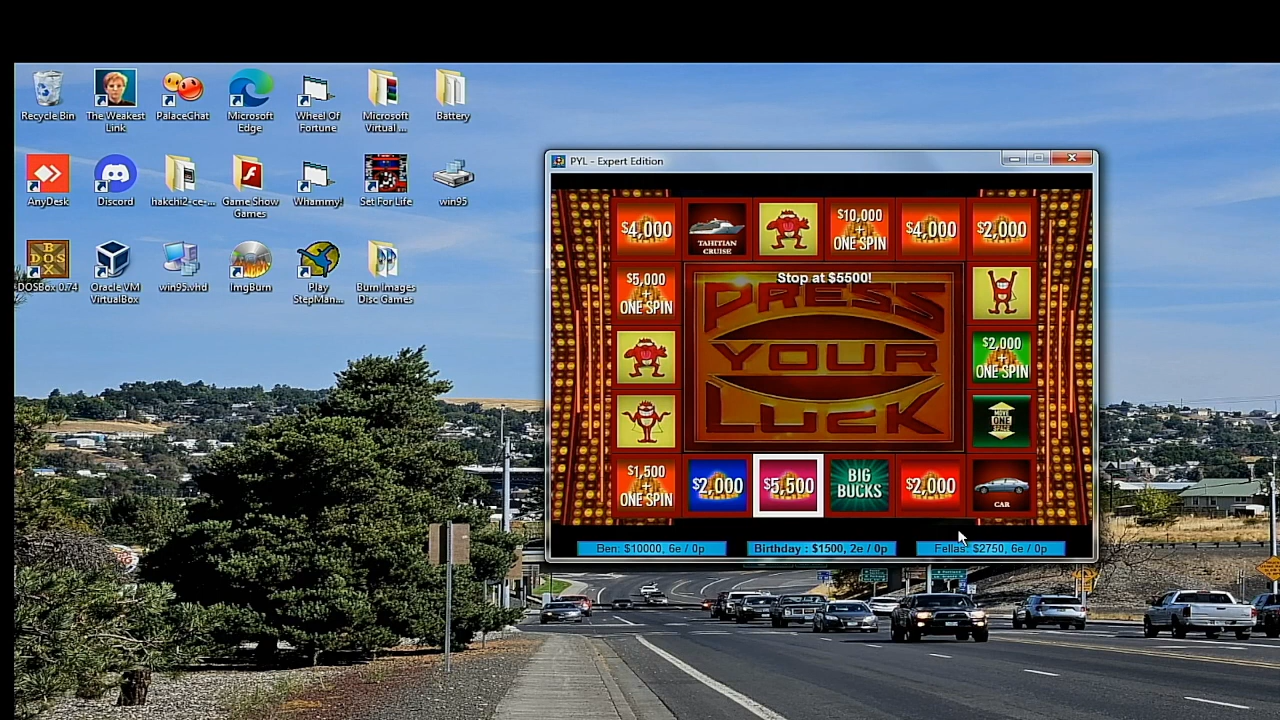 Recycle Bin
The Weakest Link
PalaceChat
Microsoft Edge
Wheel Of Fortune
Microsoft Virtual ...
Battery
AnyDesk
Discord
hakchi2-ce-...
Game Show Games
Whammy!
Set For Life
win95
DOSBox 0.74
Oracle VM VirtualBox
win95.vhd
ImgBurn
Play StepMan...
PYL - Expert Edition
$4,000
TAHITIAN CRUISE
$10,000 + ONE SPIN
$4,000
$2,000
$5,000 + ONE SPIN
Stop at $5500!
PRESS
YOUR
LUCK
$2,000 + ONE SPIN
MOVE ONE SPACE
$1,500 + ONE SPIN
$2,000
$5,500
BIG BUCKS
$2,000
CAR
Ben: $10000, 6e / 0p
Birthday : $1500, 2e / 0p
Fellas: $2750, 6e / 0p